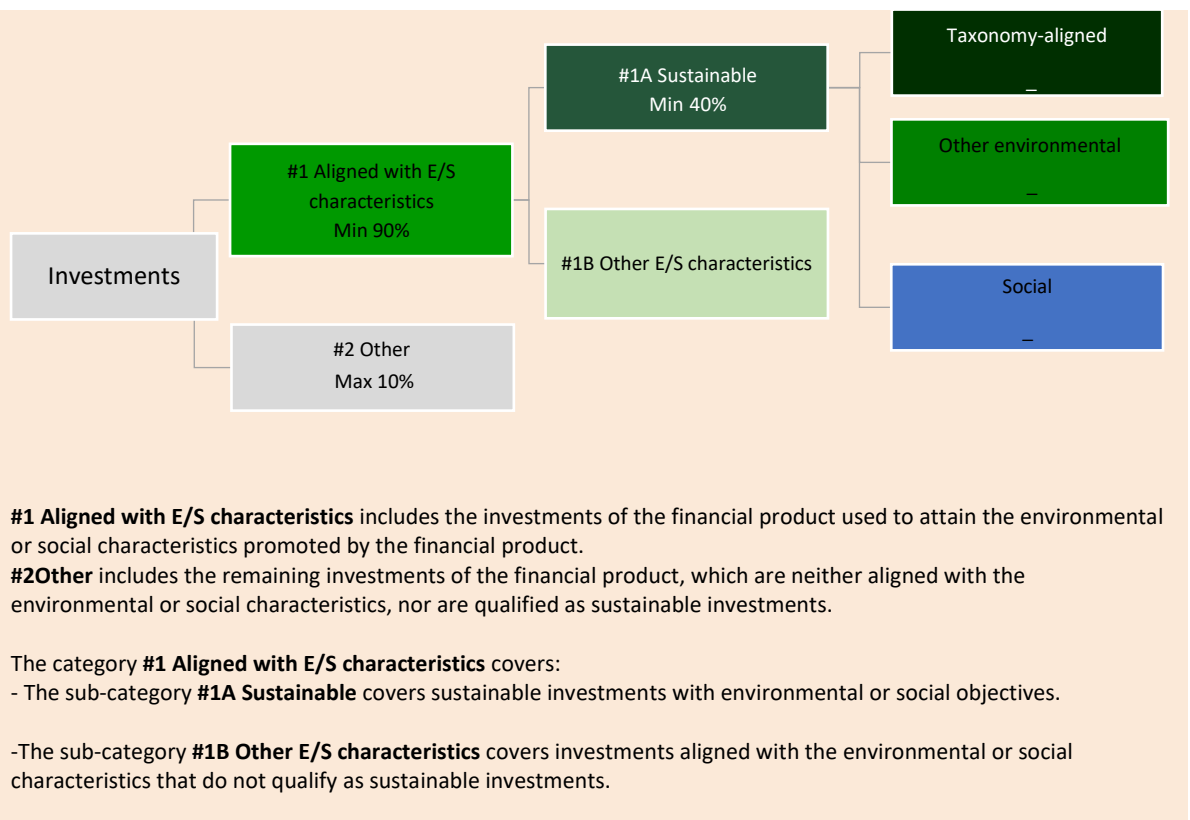 Taxonomy-aligned
_
#1A Sustainable
Min 40%
Other environmental
_
#1 Aligned with E/S
characteristics
Min 90%
#1B Other E/S characteristics
Investments
Social
_
#2 Other
Max 10%
#1 Aligned with E/S characteristics includes the investments of the financial product used to attain the environmental
or social characteristics promoted by the financial product.
#2Other includes the remaining investments of the financial product, which are neither aligned with the
environmental or social characteristics, nor are qualified as sustainable investments.
The category #1 Aligned with E/S characteristics covers:
- The sub-category #1A Sustainable covers sustainable investments with environmental or social objectives.
-The sub-category #1B Other E/S characteristics covers investments aligned with the environmental or social
characteristics that do not qualify as sustainable investments.